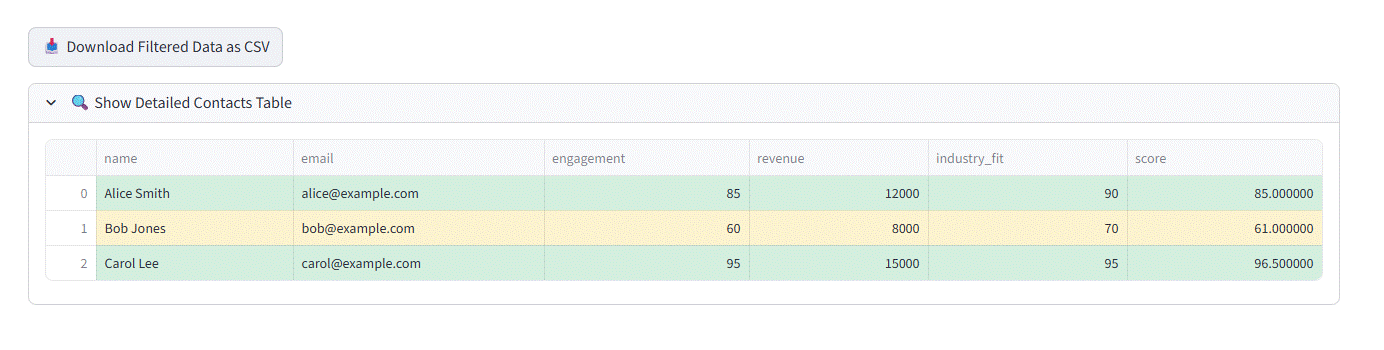 Download Filtered Data as CSV
Show Detailed Contacts Table
name email engagement revenue industry_fit score
0 Alice Smith alice@example.com 85 12000 90 85.000000
1 Bob Jones bob@example.com 60 8000 70 61.000000
2 Carol Lee carol@example.com 95 15000 95 96.500000